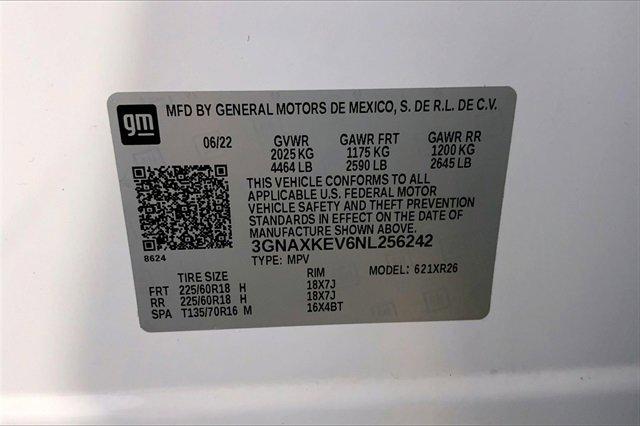 gm
MFD BY GENERAL MOTORS DE MEXICO, S. DE R.L. DE C.V.
06/22 GVWR GAWR FRT GAWR RR
2025 KG 1175 KG 1200 KG
4464 LB 2590 LB 2645 LB
THIS VEHICLE CONFORMS TO ALL
APPLICABLE U.S. FEDERAL MOTOR
VEHICLE SAFETY AND THEFT PREVENTION
STANDARDS IN EFFECT ON THE DATE OF
MANUFACTURE SHOWN ABOVE.
8624 3GNAXKEV6NL256242
TYPE: MPV MODEL: 621XR26
TIRE SIZE RIM
FRT 225/60R18 H 18X7J
RR 225/60R18 H 18X7J
SPA T135/70R16 M 16X4BT